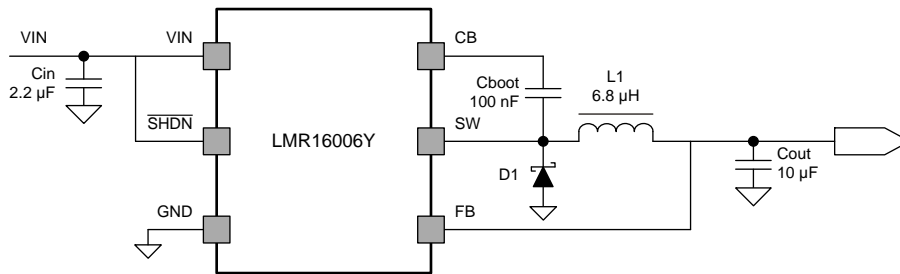 VIN
Cin
2.2 µF
VIN
SHDN
GND
LMR16006Y
CB
SW
FB
Cboot
100 nF
D1
L1
6.8 µH
Cout
10 µF